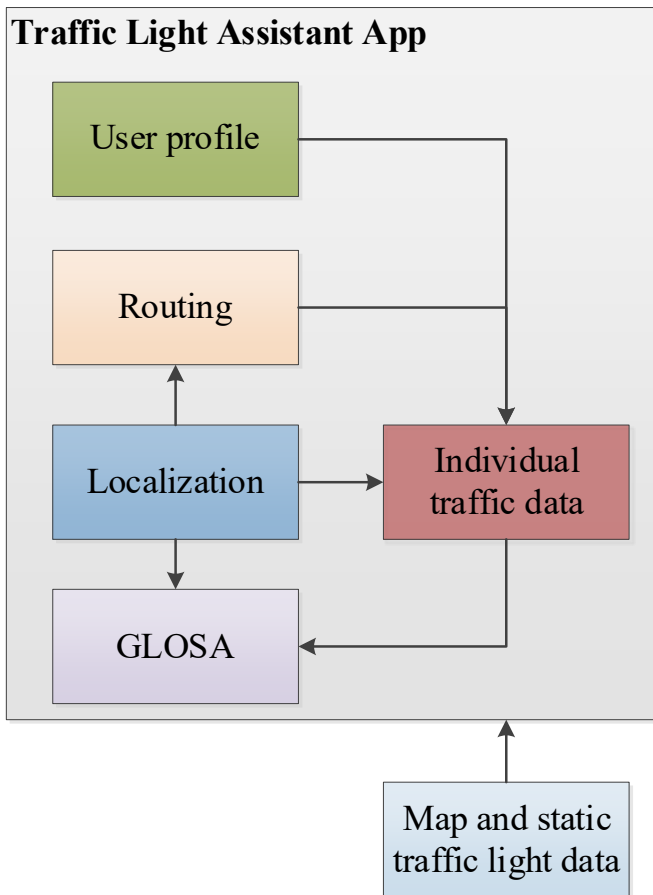 Traffic Light Assistant App
User profile
Routing
Localization
Individual
traffic data
GLOSA
Map and static
traffic light data